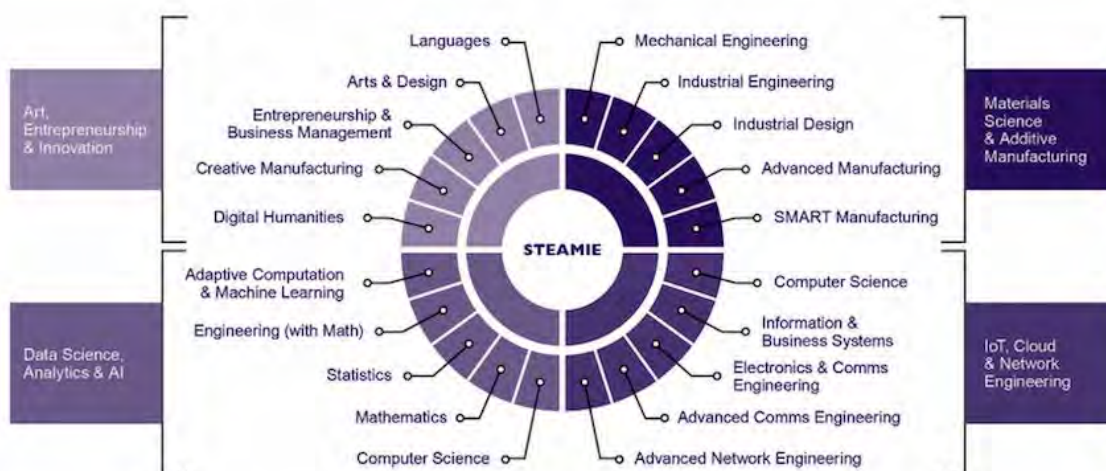 Art,
Entrepreneurship
& Innovation
Languages
Arts & Design
Entrepreneurship &
Business Management
Creative Manufacturing
Digital Humanities
Mechanical Engineering
Industrial Engineering
Industrial Design
Advanced Manufacturing
SMART Manufacturing
Materials
Science
& Additive
Manufacturing
STEAMIE
Data Science,
Analytics & AI
Adaptive Computation
& Machine Learning
Engineering (with Math)
Statistics
Mathematics
Computer Science
Computer Science
Information &
Business Systems
Electronics & Comms
Engineering
Advanced Comms Engineering
Advanced Network Engineering
IoT, Cloud
& Network
Engineering